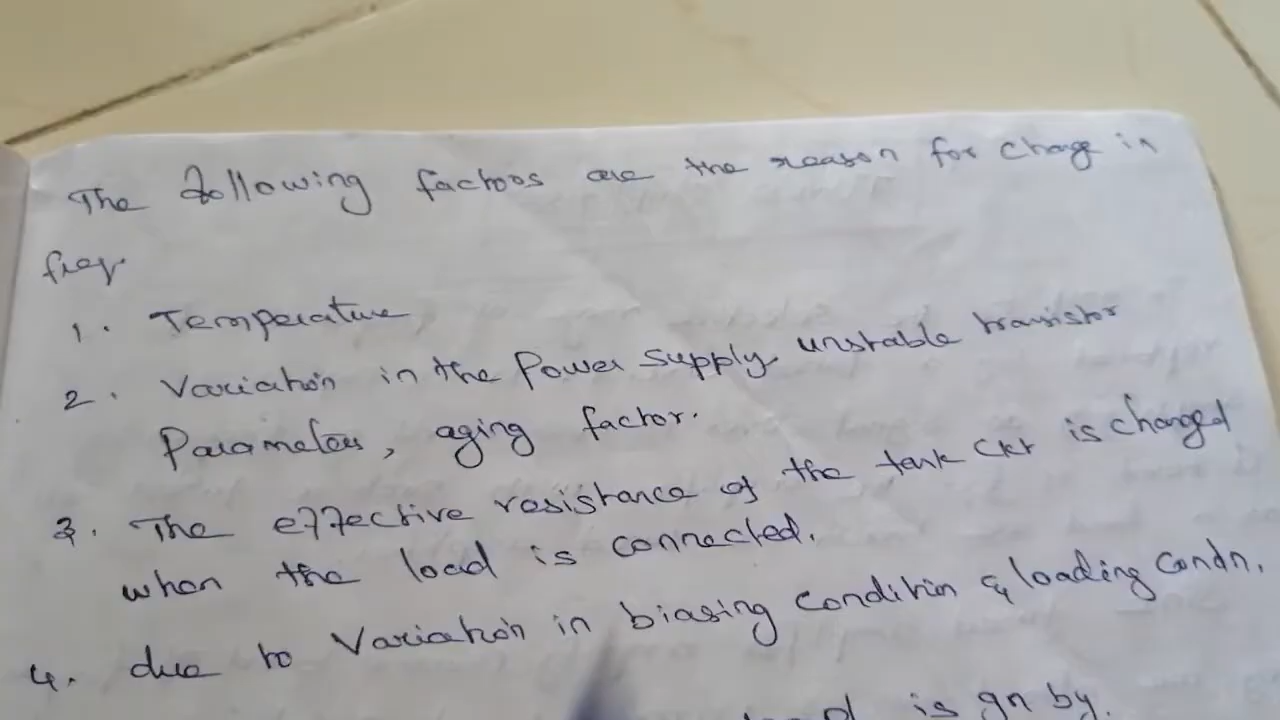 The following factors are the reason for change in
freq.
1. Temperature
2. Variation in the Power supply unstable transistor
Parameters, aging factor.
3. The effective resistance of the tank ckt is changed
when the load is connected.
4. due to Variation in biasing condition & loading condn.
is gn by.